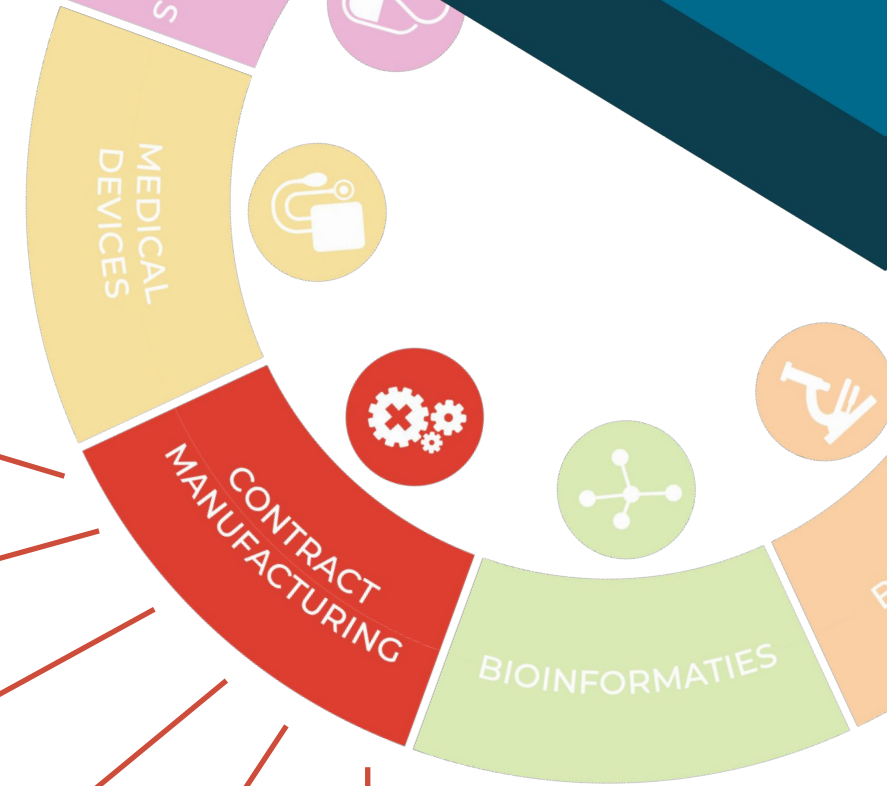 S
MEDICAL
DEVICES
CONTRACT
MANUFACTURING
BIOINFORMATIES